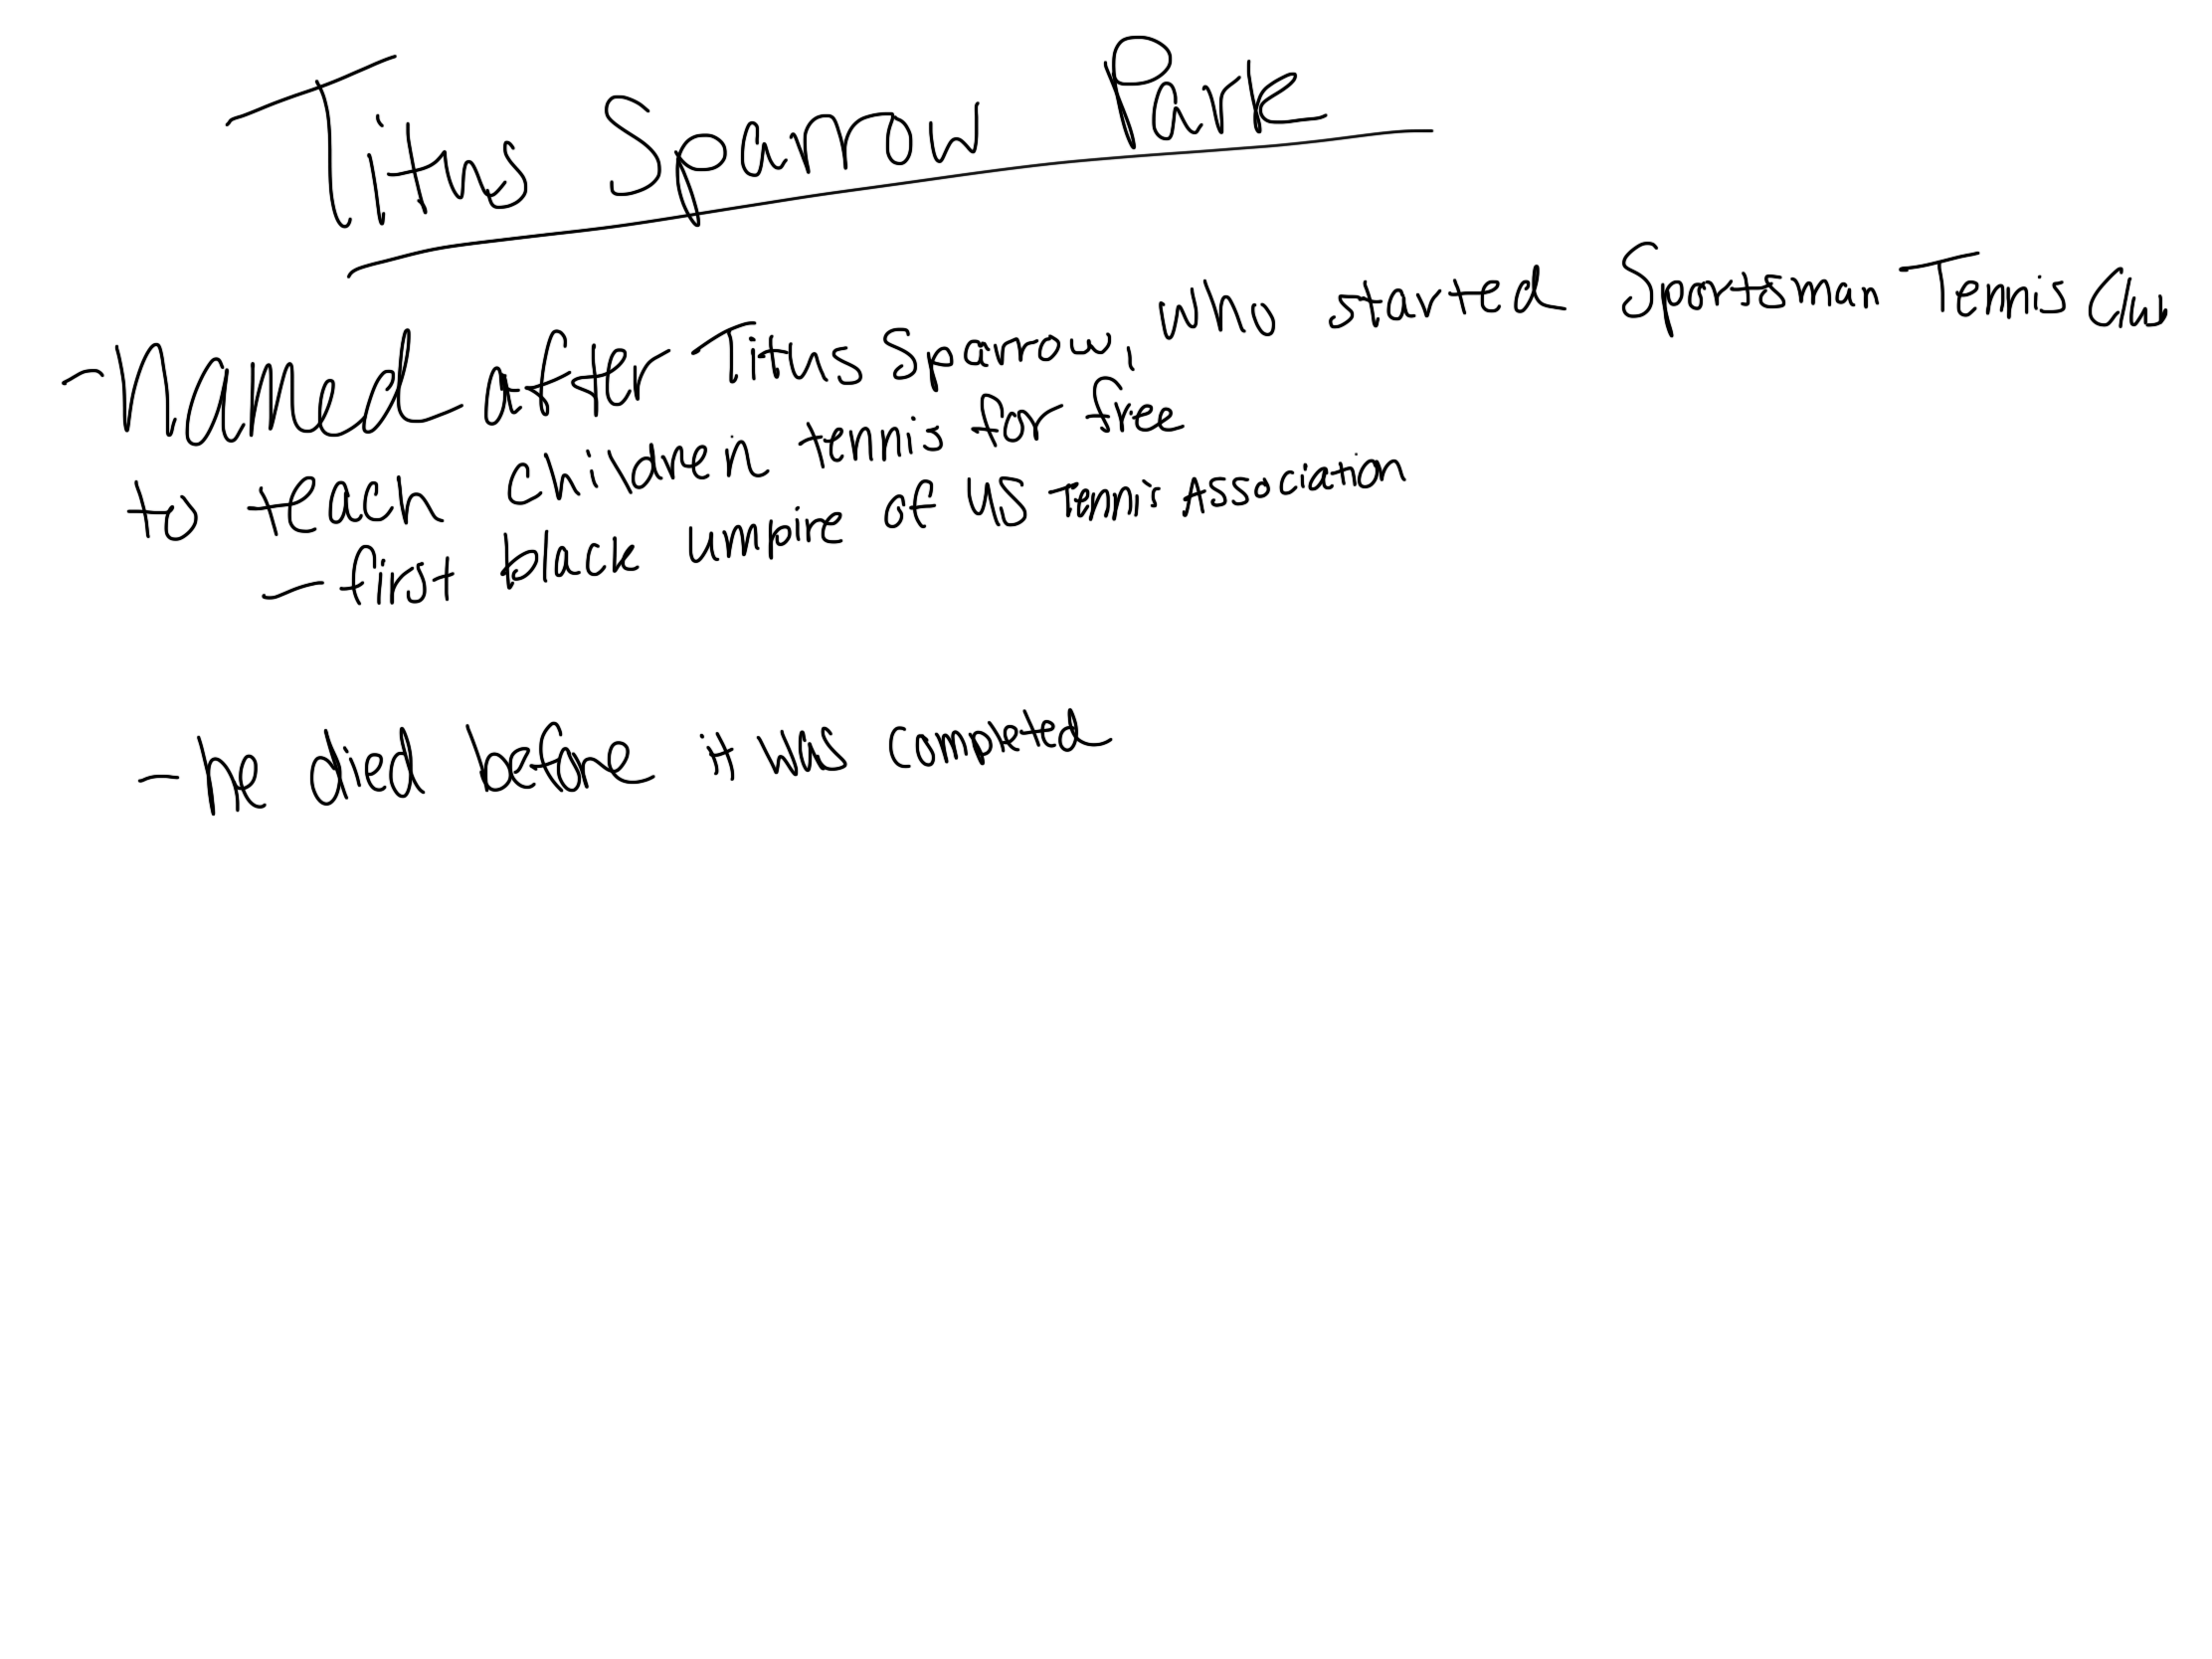 Titus Sparrow Park
- Named after Titus Sparrow, who started Sportsman Tennis Club
to teach children tennis for free
- first black umpire of US Tennis Association
- he died before it was completed